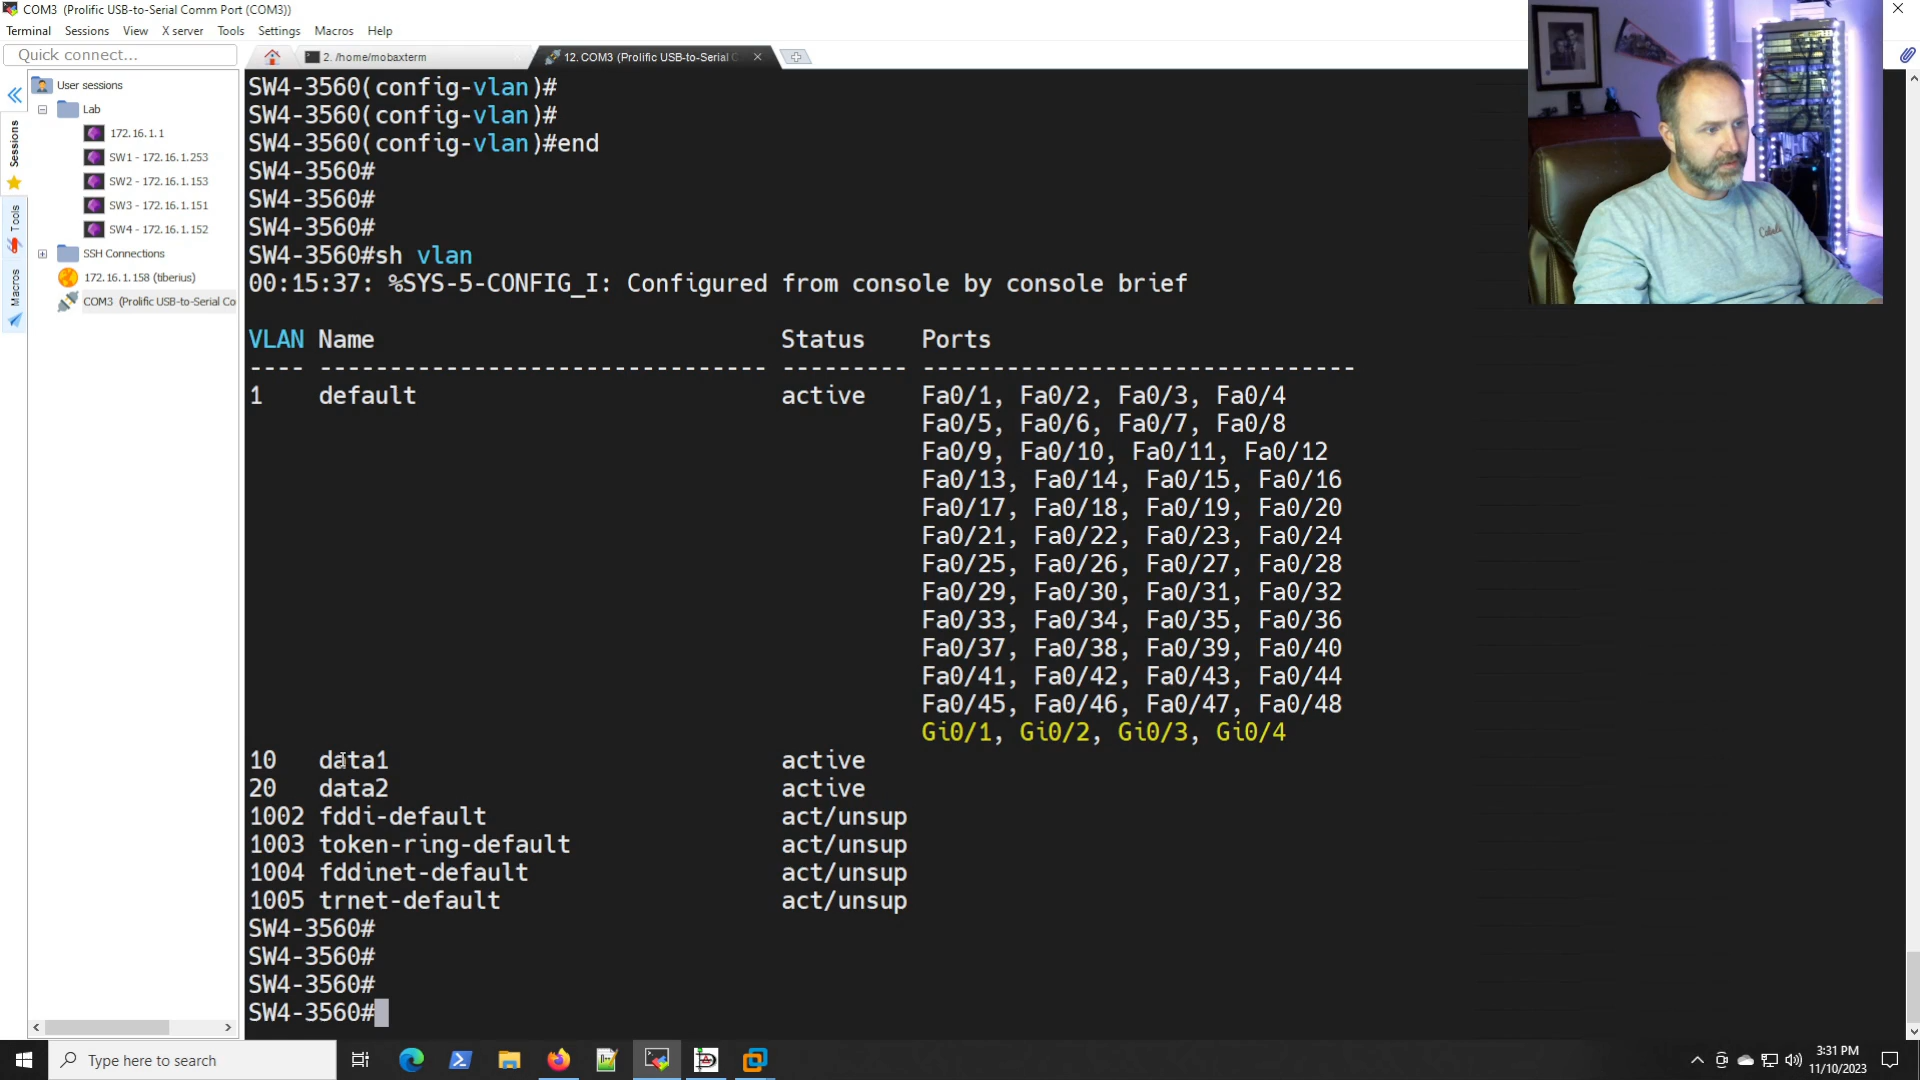 COM3 (Prolific USB-to-Serial Comm Port (COM3))
Terminal Sessions View X server Tools Settings Macros Help
Quick connect...
2. /home/mobaxterm
12. COM3 (Prolific USB-to-Serial C
User sessions
Lab
172.16.1.1
SW1 - 172.16.1.253
SW2 - 172.16.1.153
SW3 - 172.16.1.151
SW4 - 172.16.1.152
SSH Connections
172.16.1.158 (tiberius)
COM3 (Prolific USB-to-Serial Co
Sessions
Tools
Macros
SW4-3560(config-vlan)#
SW4-3560(config-vlan)#
SW4-3560(config-vlan)#end
SW4-3560#
SW4-3560#
SW4-3560#
SW4-3560#sh vlan
00:15:37: %SYS-5-CONFIG_I: Configured from console by console brief
VLAN Name Status Ports
---- -------------------------------- --------- -------------------------------
1 default active Fa0/1, Fa0/2, Fa0/3, Fa0/4
Fa0/5, Fa0/6, Fa0/7, Fa0/8
Fa0/9, Fa0/10, Fa0/11, Fa0/12
Fa0/13, Fa0/14, Fa0/15, Fa0/16
Fa0/17, Fa0/18, Fa0/19, Fa0/20
Fa0/21, Fa0/22, Fa0/23, Fa0/24
Fa0/25, Fa0/26, Fa0/27, Fa0/28
Fa0/29, Fa0/30, Fa0/31, Fa0/32
Fa0/33, Fa0/34, Fa0/35, Fa0/36
Fa0/37, Fa0/38, Fa0/39, Fa0/40
Fa0/41, Fa0/42, Fa0/43, Fa0/44
Fa0/45, Fa0/46, Fa0/47, Fa0/48
Gi0/1, Gi0/2, Gi0/3, Gi0/4
10 data1 active
20 data2 active
1002 fddi-default act/unsup
1003 token-ring-default act/unsup
1004 fddinet-default act/unsup
1005 trnet-default act/unsup
SW4-3560#
SW4-3560#
SW4-3560#
SW4-3560#
Type here to search
3:31 PM
11/10/2023